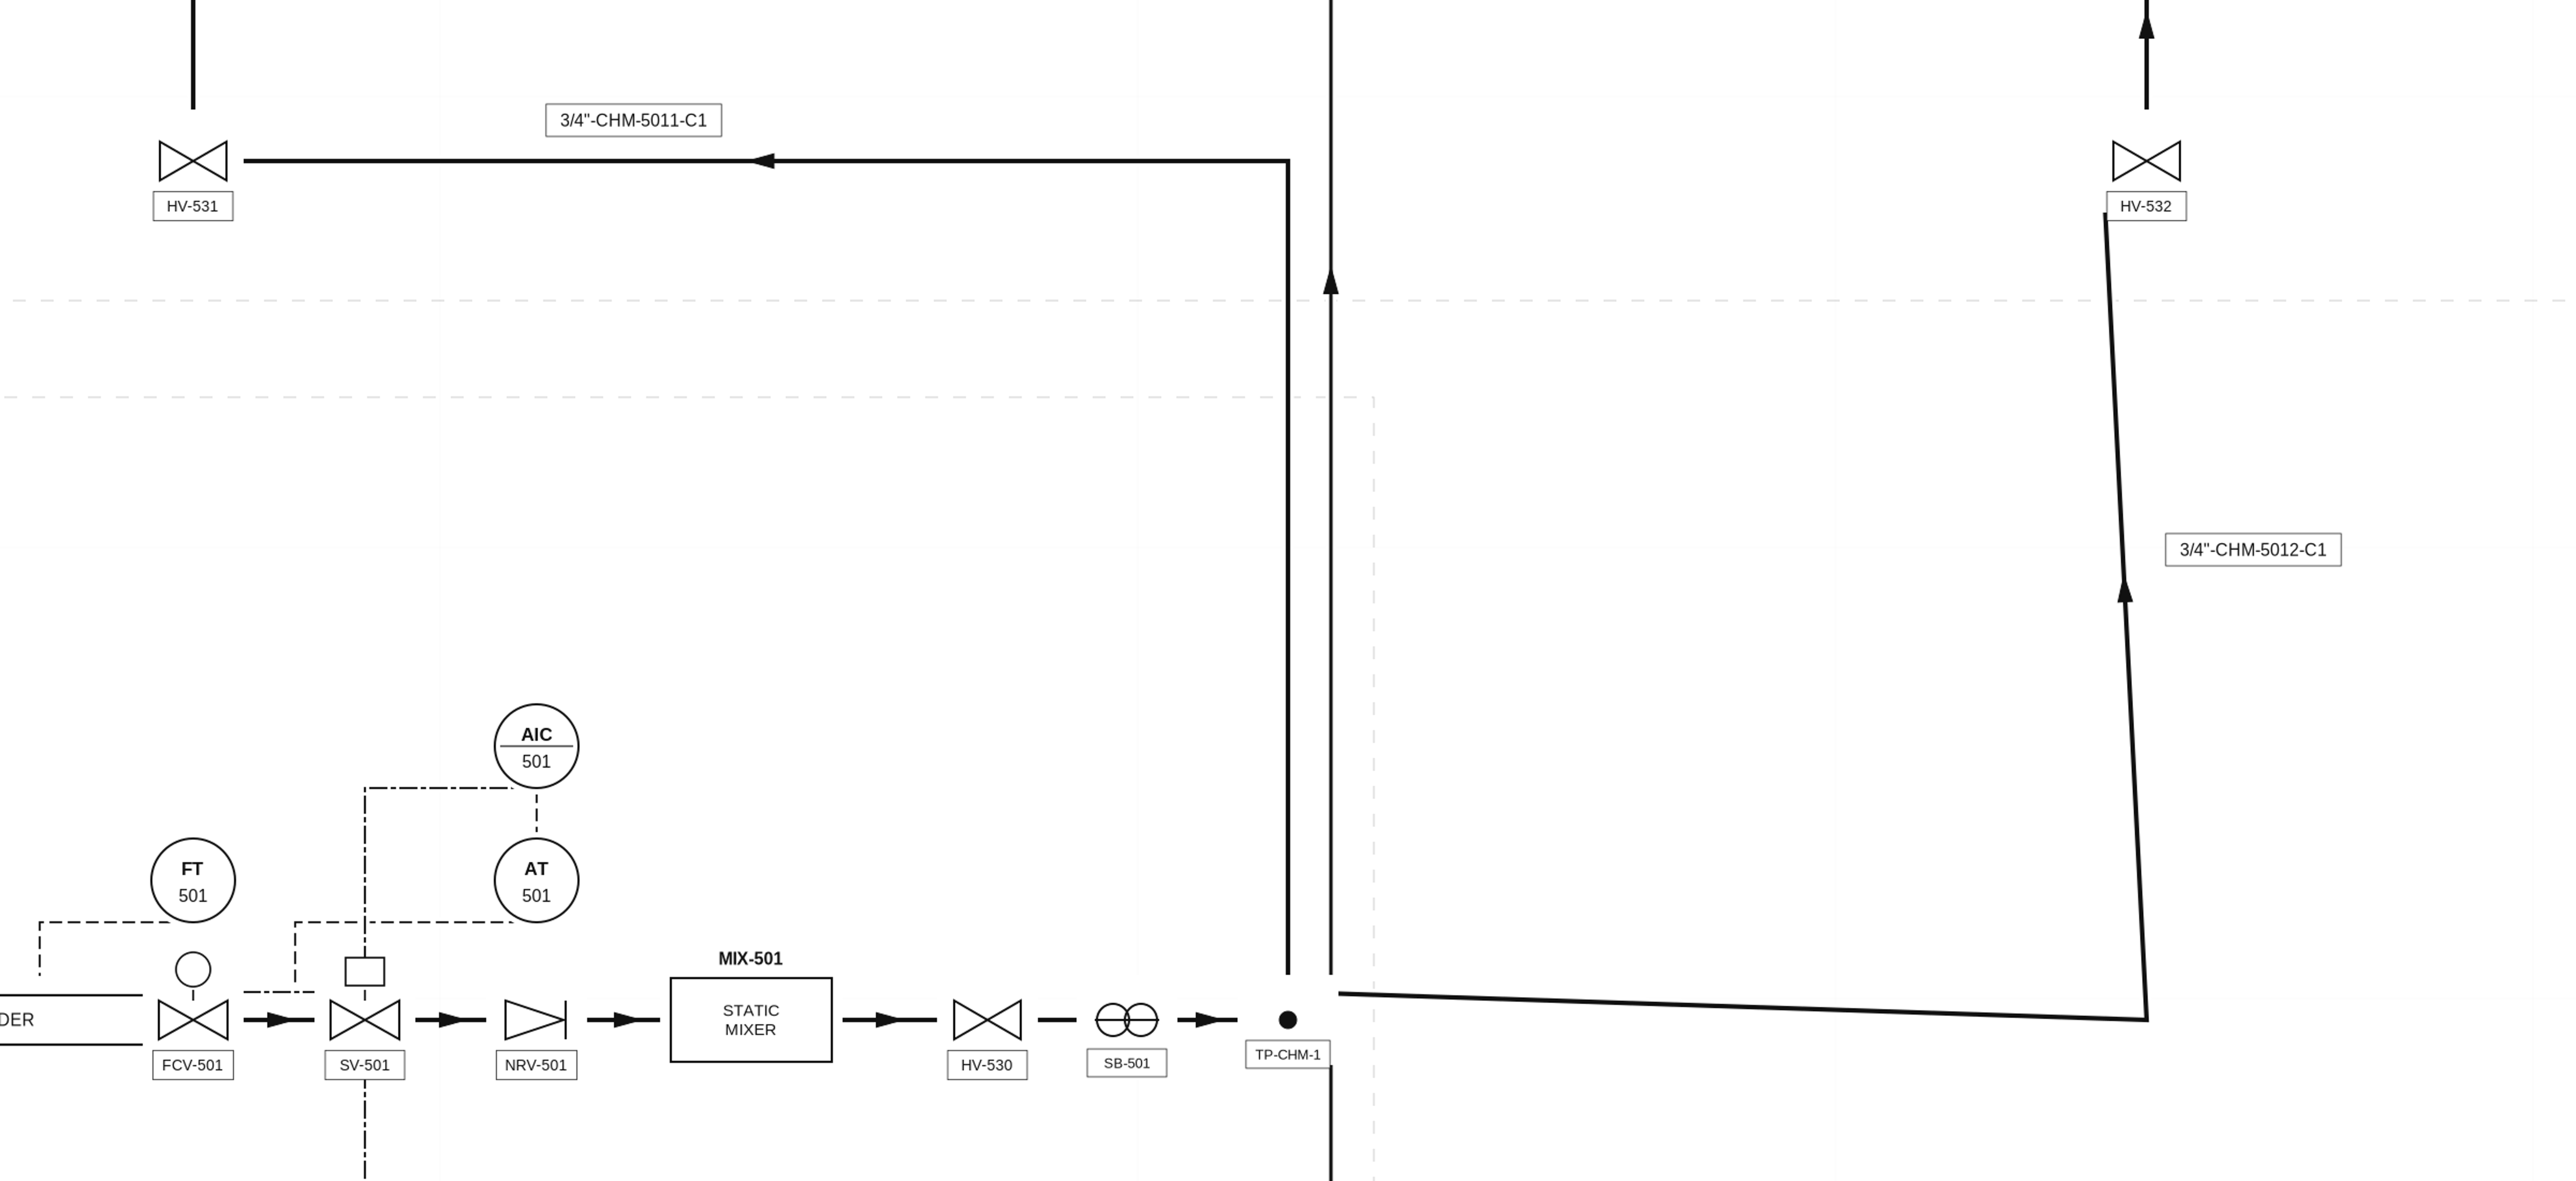 3/4"-CHM-5011-C1
HV-531
HV-532
3/4"-CHM-5012-C1
AIC
501
FT
501
AT
501
MIX-501
STATIC
MIXER
DER
FCV-501
SV-501
NRV-501
HV-530
SB-501
TP-CHM-1